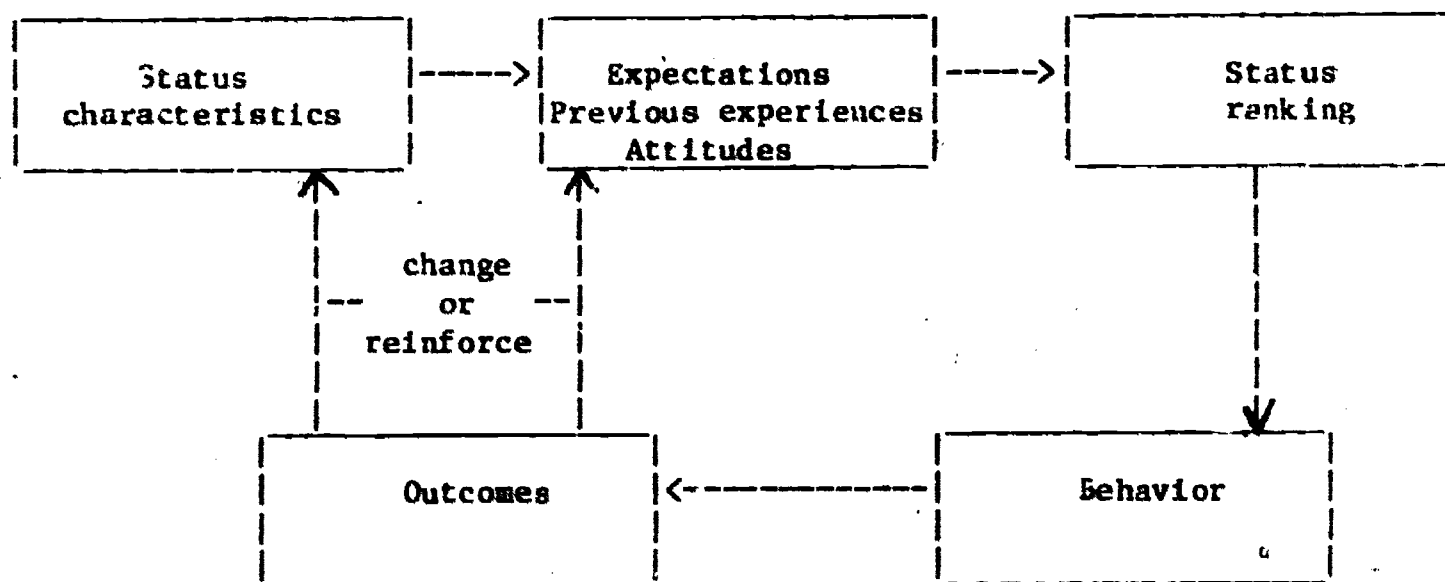 Status
characteristics
Expectations
Previous experiences
Attitudes
Status
ranking
change
or
reinforce
Outcomes
Behavior